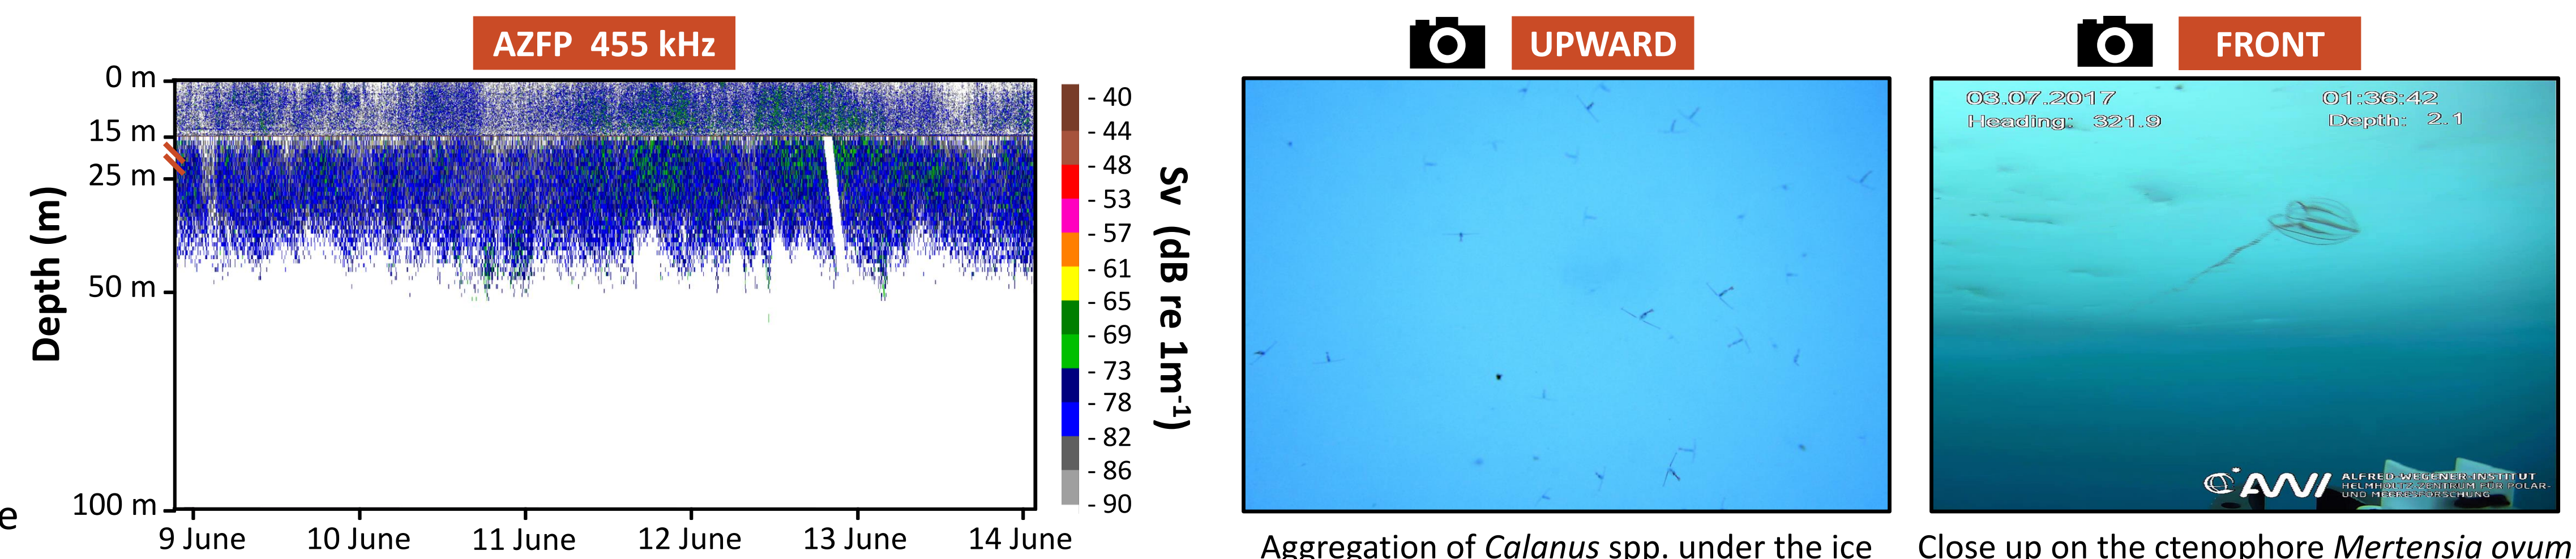 AZFP 455 kHz
UPWARD
FRONT
0 m
15 m
25 m
50 m
100 m
Depth (m)
9 June 10 June 11 June 12 June 13 June 14 June
- 40
- 44
- 48
- 53
- 57
- 61
- 65
- 69
- 73
- 78
- 82
- 86
- 90
Sv (dB re 1m⁻¹)
03.07.2017 01:36:42
Heading: 321.9 Depth: 2.1
AWI
ALFRED-WEGENER-INSTITUT
HELMHOLTZ-ZENTRUM FÜR POLAR-
UND MEERESFORSCHUNG
e
Aggregation of Calanus spp. under the ice
Close up on the ctenophore Mertensia ovum